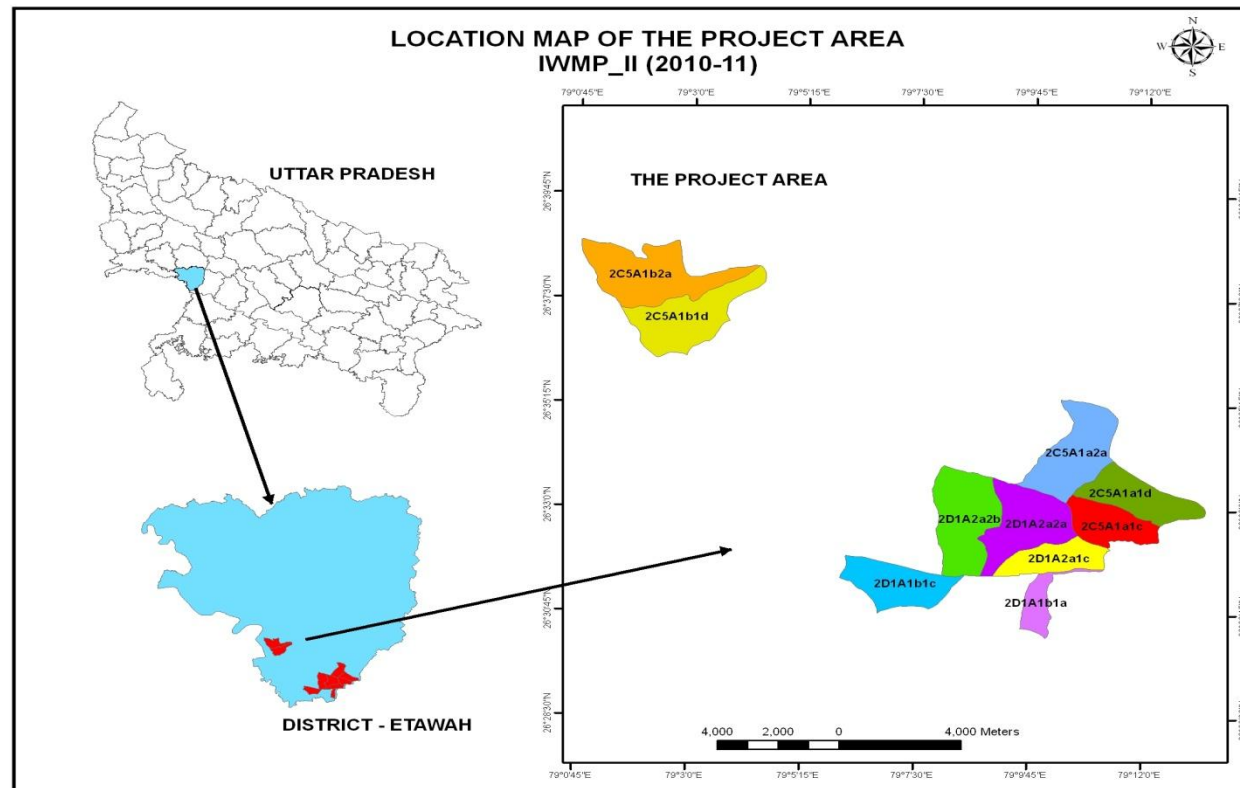 LOCATION MAP OF THE PROJECT AREA
IWMP_II (2010-11)
N
W E
S
79°0'45"E 79°3'0"E 79°5'15"E 79°7'30"E 79°9'45"E 79°12'0"E
UTTAR PRADESH
THE PROJECT AREA
26°39'45"N
2C5A1b2a
26°37'30"N
2C5A1b1d
26°35'15"N
2C5A1a2a
2C5A1a1d
26°33'0"N
2D1A2a2b
2D1A2a2a
2C5A1a1c
2D1A2a1c
2D1A1b1c
2D1A1b1a
26°30'45"N
DISTRICT - ETAWAH
4,000 2,000 0 4,000 Meters
79°0'45"E 79°3'0"E 79°5'15"E 79°7'30"E 79°9'45"E 79°12'0"E